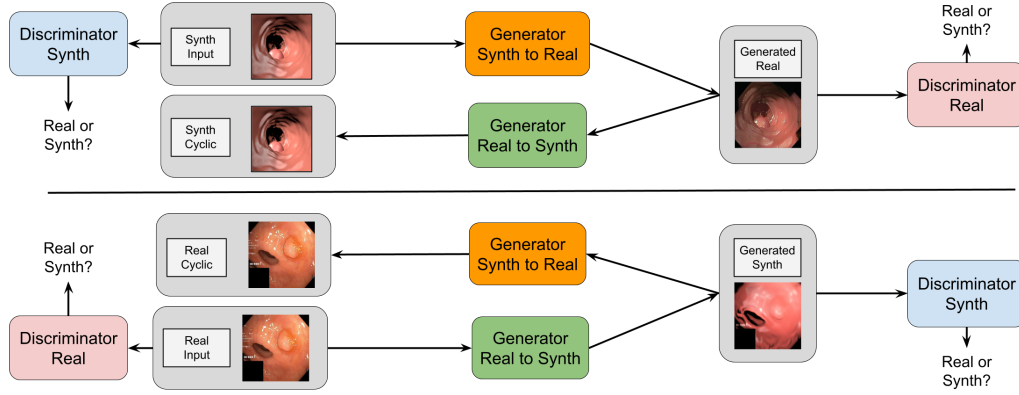 Discriminator
Synth
Real or
Synth?
Synth
Input
Synth
Cyclic
Generator
Synth to Real
Generator
Real to Synth
Generated
Real
Real or
Synth?
Discriminator
Real
Real or
Synth?
Discriminator
Real
Real
Cyclic
Real
Input
Generator
Synth to Real
Generator
Real to Synth
Generated
Synth
Discriminator
Synth
Real or
Synth?